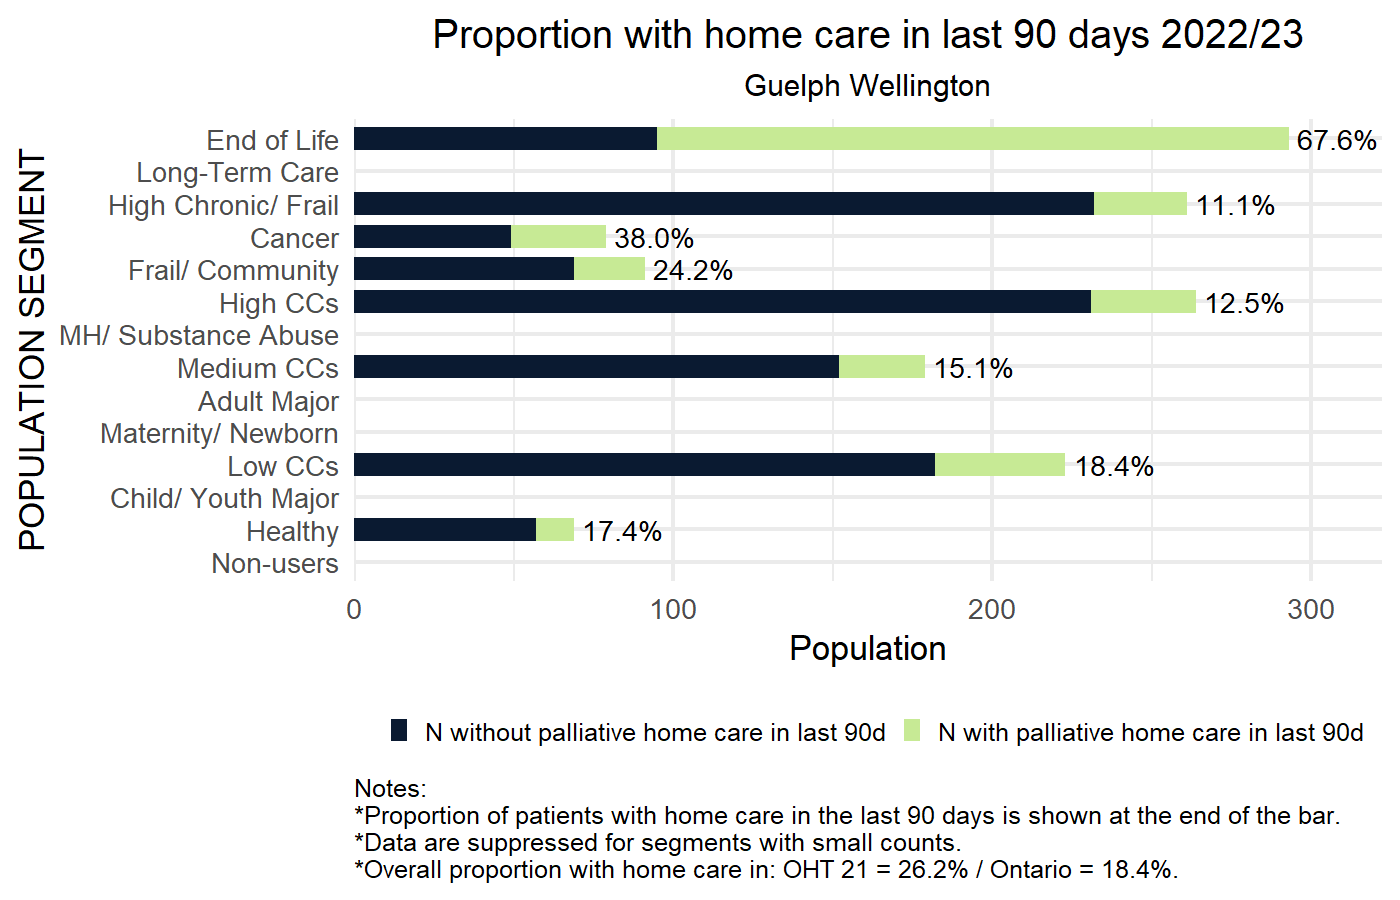 Proportion with home care in last 90 days 2022/23
Guelph Wellington
POPULATION SEGMENT
End of Life 67.6%
Long-Term Care
High Chronic/ Frail 11.1%
Cancer 38.0%
Frail/ Community 24.2%
High CCs 12.5%
MH/ Substance Abuse
Medium CCs 15.1%
Adult Major
Maternity/ Newborn
Low CCs 18.4%
Child/ Youth Major
Healthy 17.4%
Non-users
0 100 200 300
Population
N without palliative home care in last 90d N with palliative home care in last 90d
Notes:
*Proportion of patients with home care in the last 90 days is shown at the end of the bar.
*Data are suppressed for segments with small counts.
*Overall proportion with home care in: OHT 21 = 26.2% / Ontario = 18.4%.